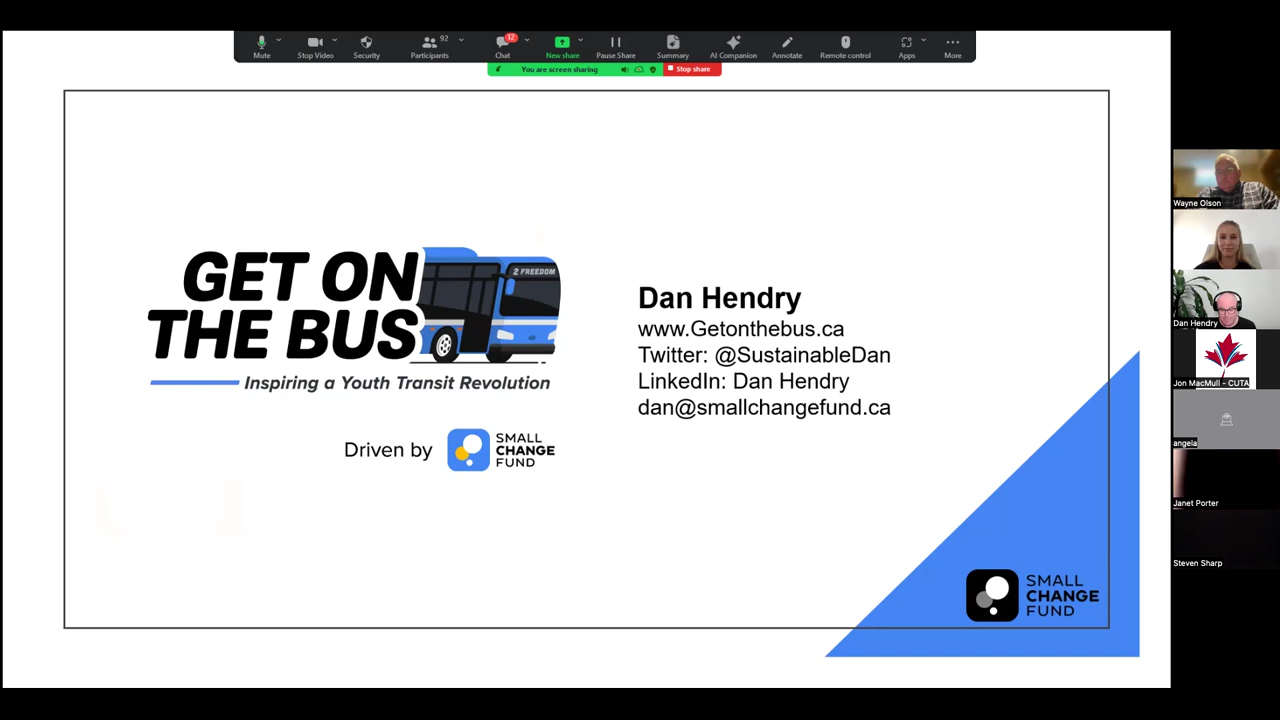 92
12
Mute
Stop Video
Security
Participants
Chat
New share
Pause Share
Summary
AI Companion
Annotate
Remote control
Apps
More
You are screen sharing
Stop share
GET ON
THE BUS
2 FREEDOM
Inspiring a Youth Transit Revolution
Driven by
SMALL
CHANGE
FUND
Dan Hendry
www.Getonthebus.ca
Twitter: @SustainableDan
LinkedIn: Dan Hendry
dan@smallchangefund.ca
SMALL
CHANGE
FUND
Wayne Olson
Dan Hendry
Jon MacMull - CUTA
angela
Janet Porter
Steven Sharp